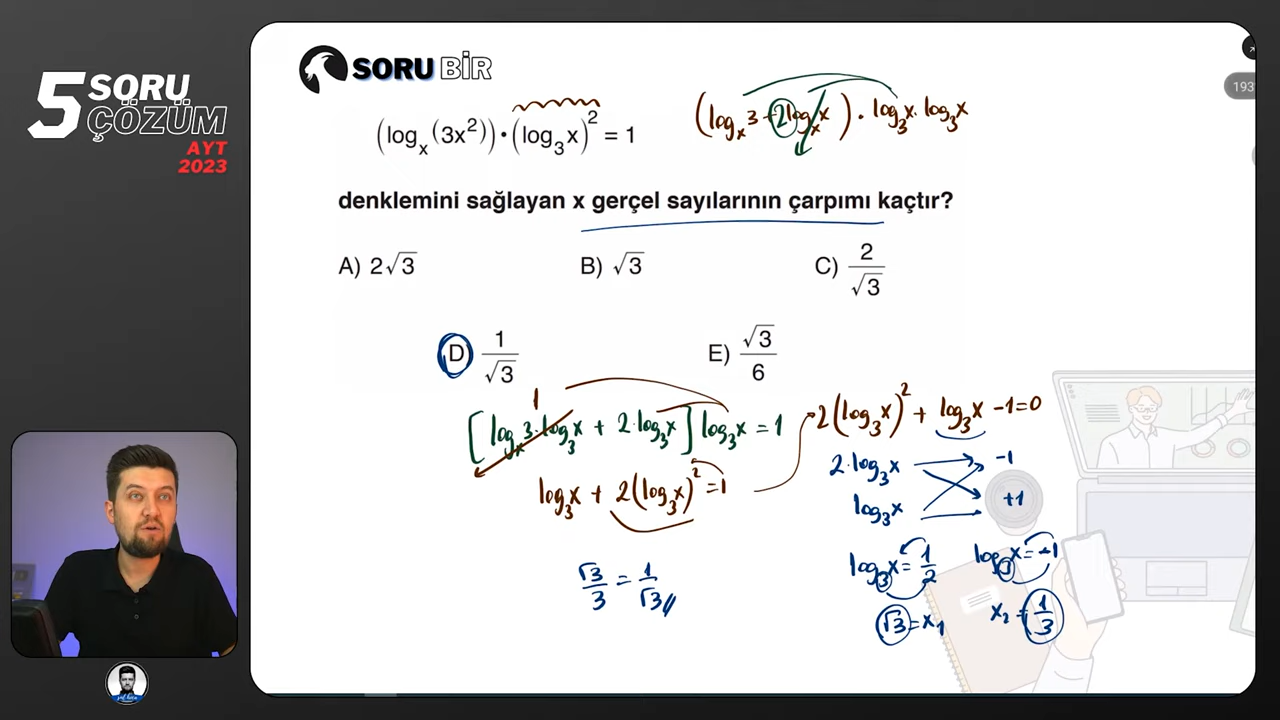 5 SORU
ÇÖZÜM
AYT
2023
SORU BİR
193
(log_x(3x²))·(log_3 x)² = 1
(log_x 3 + 2log_x x)·log_3 x·log_3 x
denklemini sağlayan x gerçel sayılarının çarpımı kaçtır?
A) 2√3
B) √3
C) 2/√3
D) 1/√3
E) √3/6
1
[log_x 3·log_3 x + 2·log_3 x] log_3 x = 1
log_3 x + 2(log_3 x)² = 1
2(log_3 x)² + log_3 x - 1 = 0
2·log_3 x -1
log_3 x +1
log_3 x = 1/2
log_3 x = -1
√3 = x₁
x₂ = 1/3
√3/3 = 1/√3